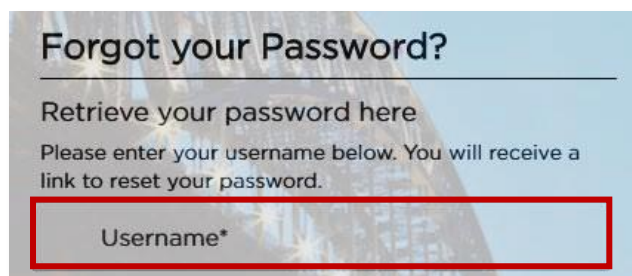 Forgot your Password?
Retrieve your password here
Please enter your username below. You will receive a
link to reset your password.
Username*